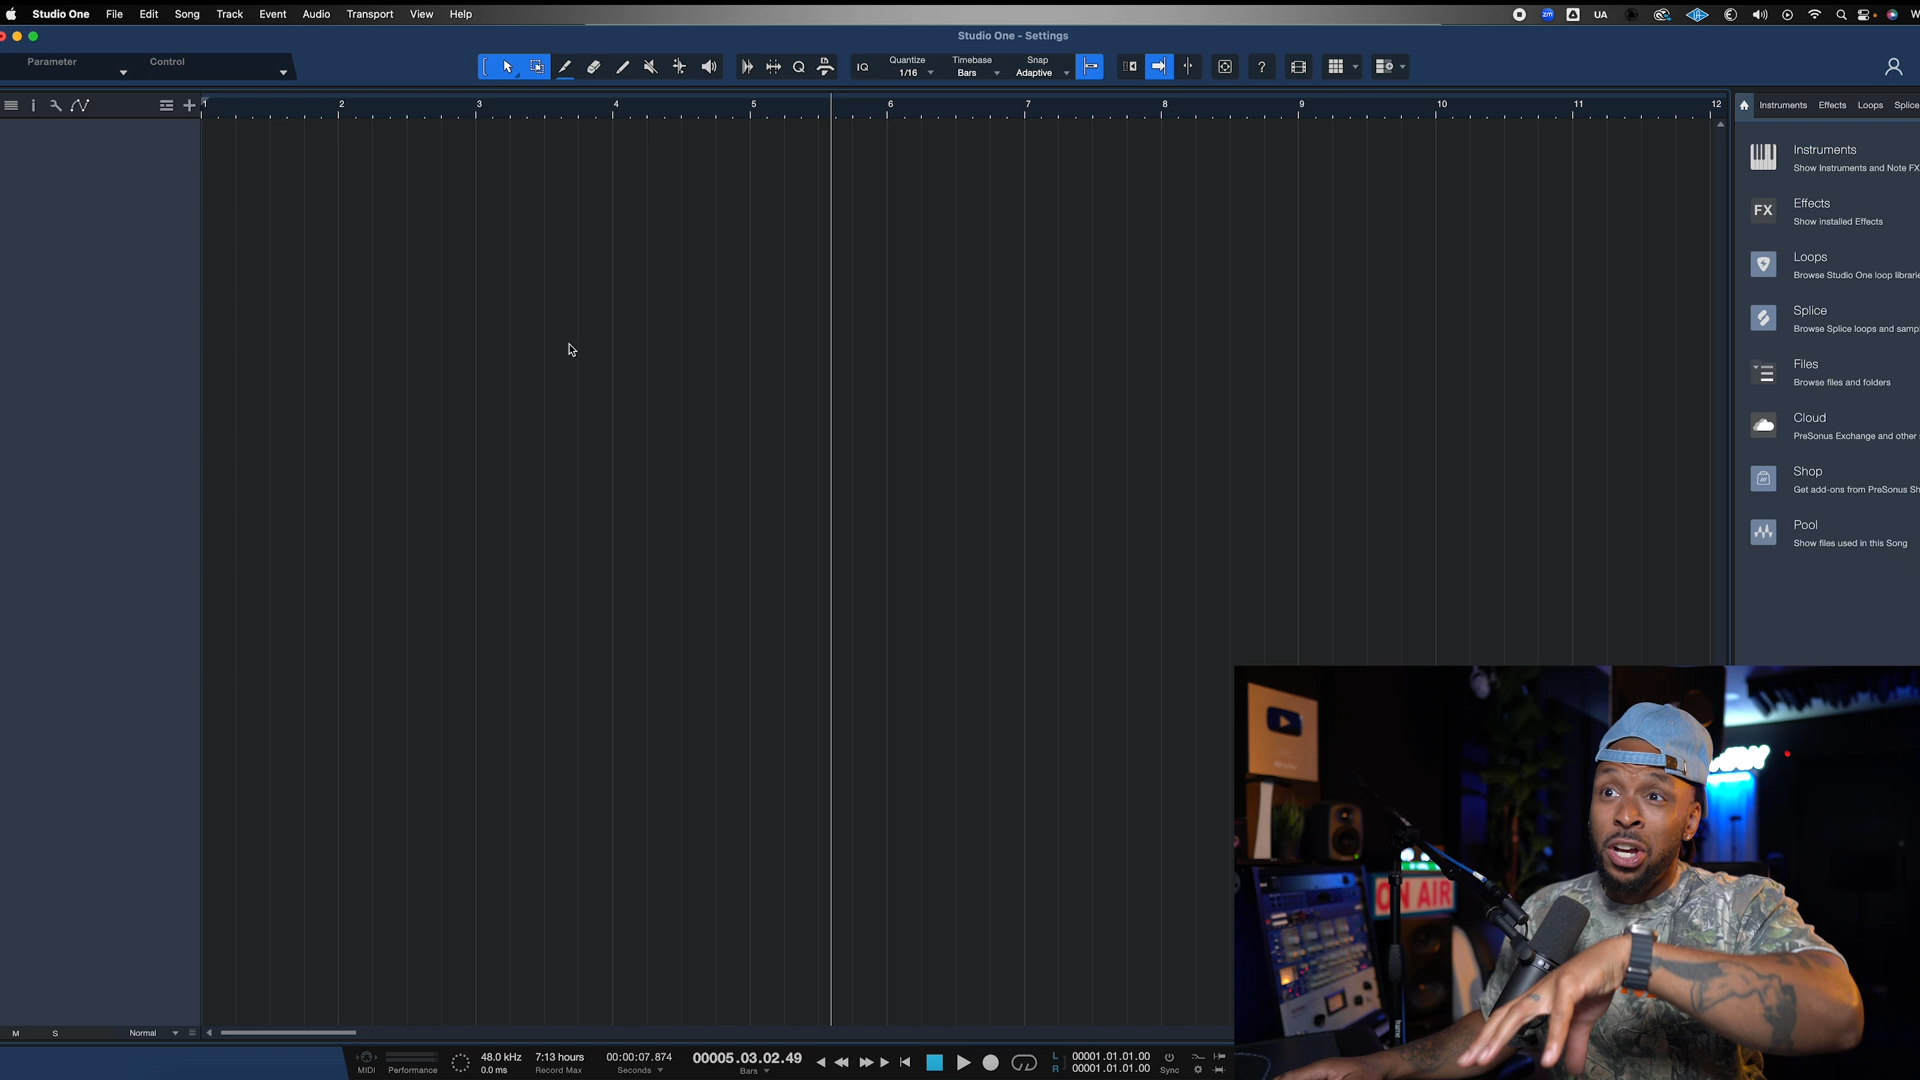 Studio One File Edit Song Track Event Audio Transport View Help
zm UA
Studio One - Settings
Parameter Control
IQ Quantize 1/16 Timebase Bars Snap Adaptive ?
1 2 3 4 5 6 7 8 9 10 11 12
Instruments Effects Loops Splice
Instruments
Show Instruments and Note FX
FX Effects
Show installed Effects
Loops
Browse Studio One loop
Splice
Browse Splice loops and
Files
Browse files and folders
Cloud
PreSonus Exchange and other
Shop
Get add-ons from PreSonus
Pool
Show files used in this Song
ON AIR
M S Normal
MIDI Performance
48.0 kHz
0.0 ms
7:13 hours
Record Max
00:00:07.874
Seconds
00005.03.02.49
Bars
L 00001.01.01.00
R 00001.01.01.00
Sync